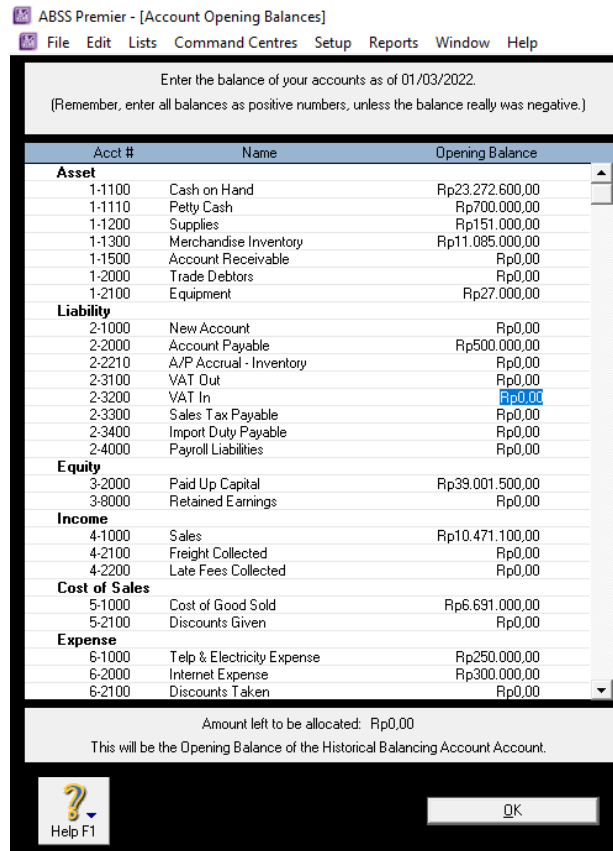 ABSS Premier - [Account Opening Balances]
File Edit Lists Command Centres Setup Reports Window Help
Enter the balance of your accounts as of 01/03/2022.
(Remember, enter all balances as positive numbers, unless the balance really was negative.)
Acct # Name Opening Balance
Asset
1-1100 Cash on Hand Rp23.272.600,00
1-1110 Petty Cash Rp700.000,00
1-1200 Supplies Rp151.000,00
1-1300 Merchandise Inventory Rp11.085.000,00
1-1500 Account Receivable Rp0,00
1-2000 Trade Debtors Rp0,00
1-2100 Equipment Rp27.000,00
Liability
2-1000 New Account Rp0,00
2-2000 Account Payable Rp500.000,00
2-2210 A/P Accrual - Inventory Rp0,00
2-3100 VAT Out Rp0,00
2-3200 VAT In Rp0,00
2-3300 Sales Tax Payable Rp0,00
2-3400 Import Duty Payable Rp0,00
2-4000 Payroll Liabilities Rp0,00
Equity
3-2000 Paid Up Capital Rp39.001.500,00
3-8000 Retained Earnings Rp0,00
Income
4-1000 Sales Rp10.471.100,00
4-2100 Freight Collected Rp0,00
4-2200 Late Fees Collected Rp0,00
Cost of Sales
5-1000 Cost of Good Sold Rp6.691.000,00
5-2100 Discounts Given Rp0,00
Expense
6-1000 Telp & Electricity Expense Rp250.000,00
6-2000 Internet Expense Rp300.000,00
6-2100 Discounts Taken Rp0,00
Amount left to be allocated: Rp0,00
This will be the Opening Balance of the Historical Balancing Account Account.
Help F1
OK